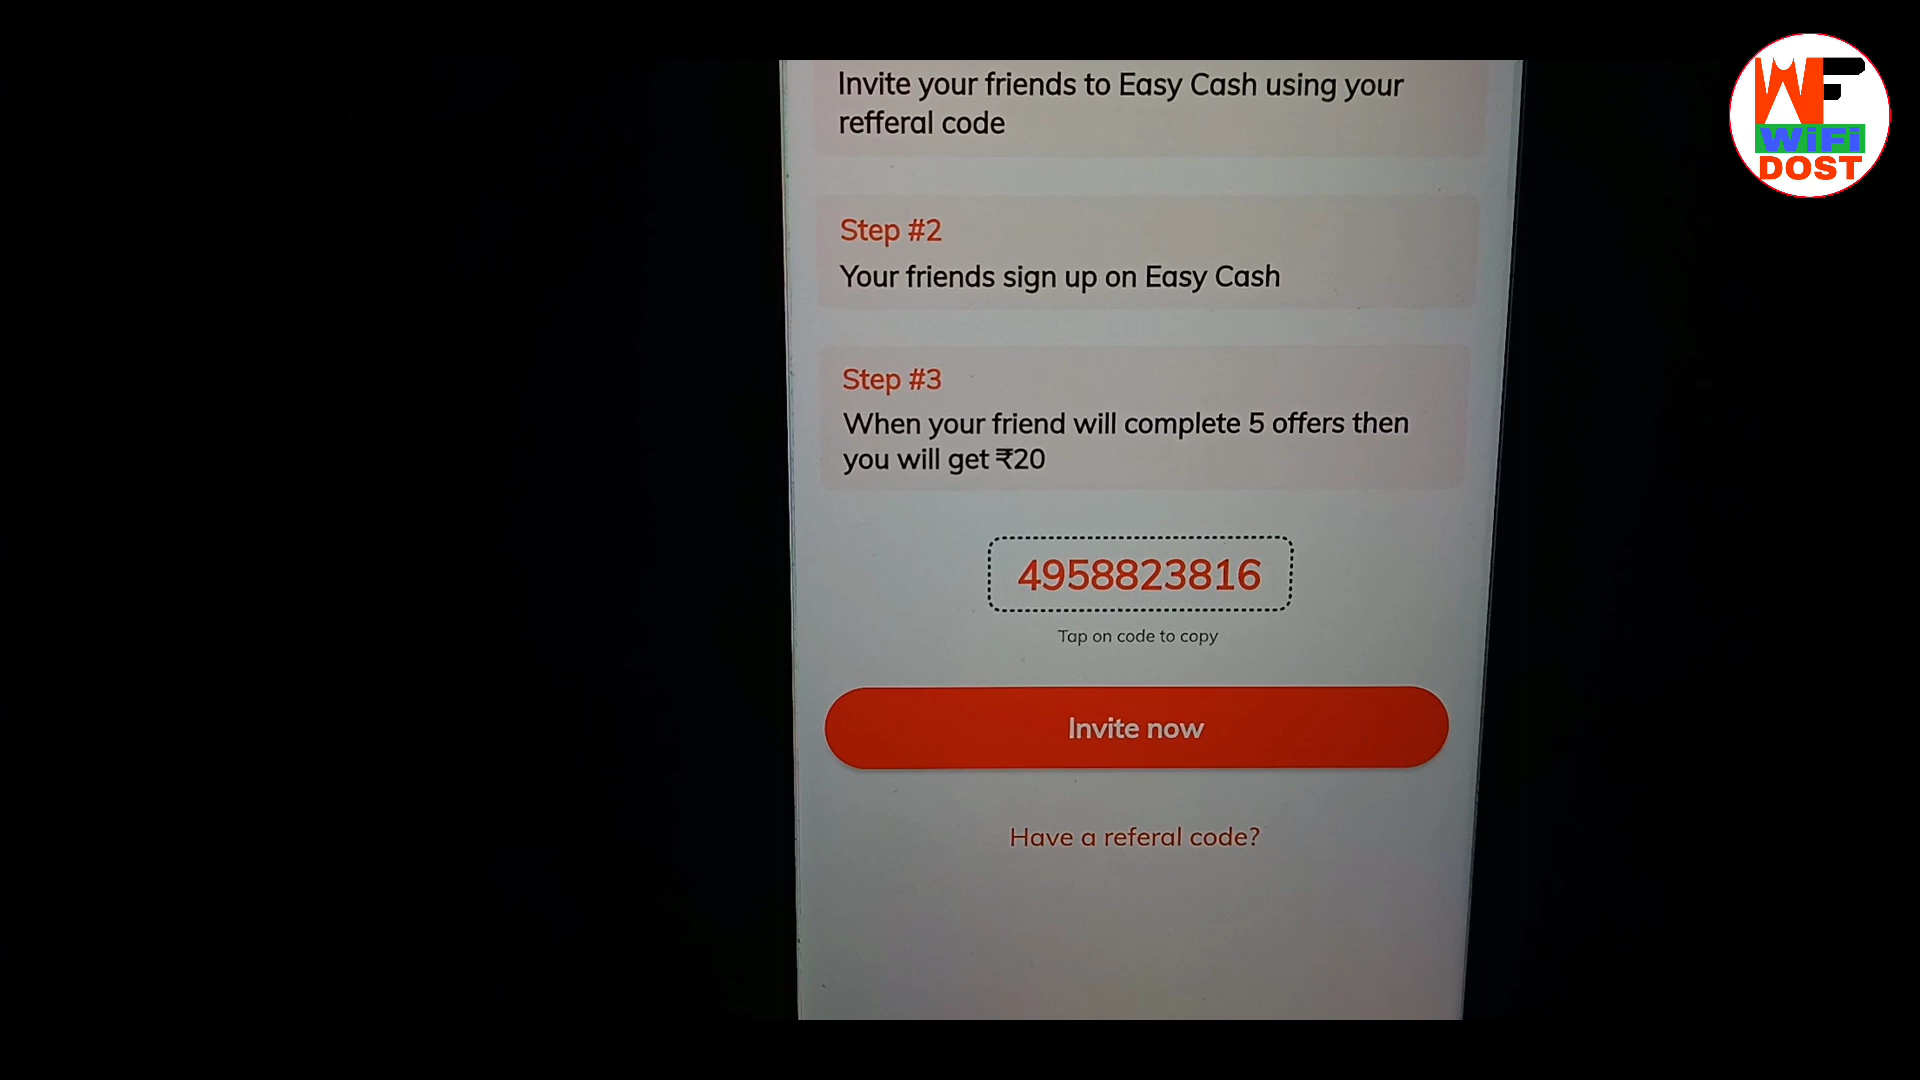 Invite your friends to Easy Cash using your
refferal code
Step #2
Your friends sign up on Easy Cash
Step #3
When your friend will complete 5 offers then
you will get ₹20
4958823816
Tap on code to copy
Invite now
Have a referal code?
WF
WiFi
DOST